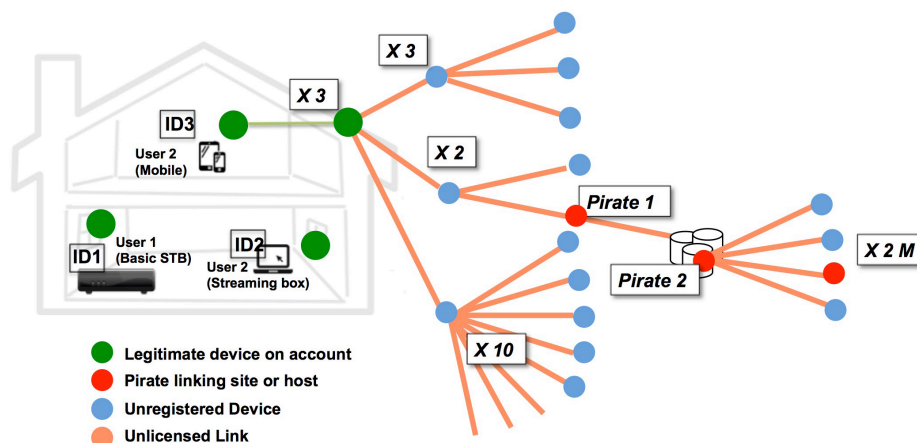 X 3
X 3
ID3
User 2
(Mobile)
X 2
Pirate 1
ID1
User 1
(Basic STB)
ID2
User 2
(Streaming box)
Pirate 2
X 2 M
X 10
Legitimate device on account
Pirate linking site or host
Unregistered Device
Unlicensed Link